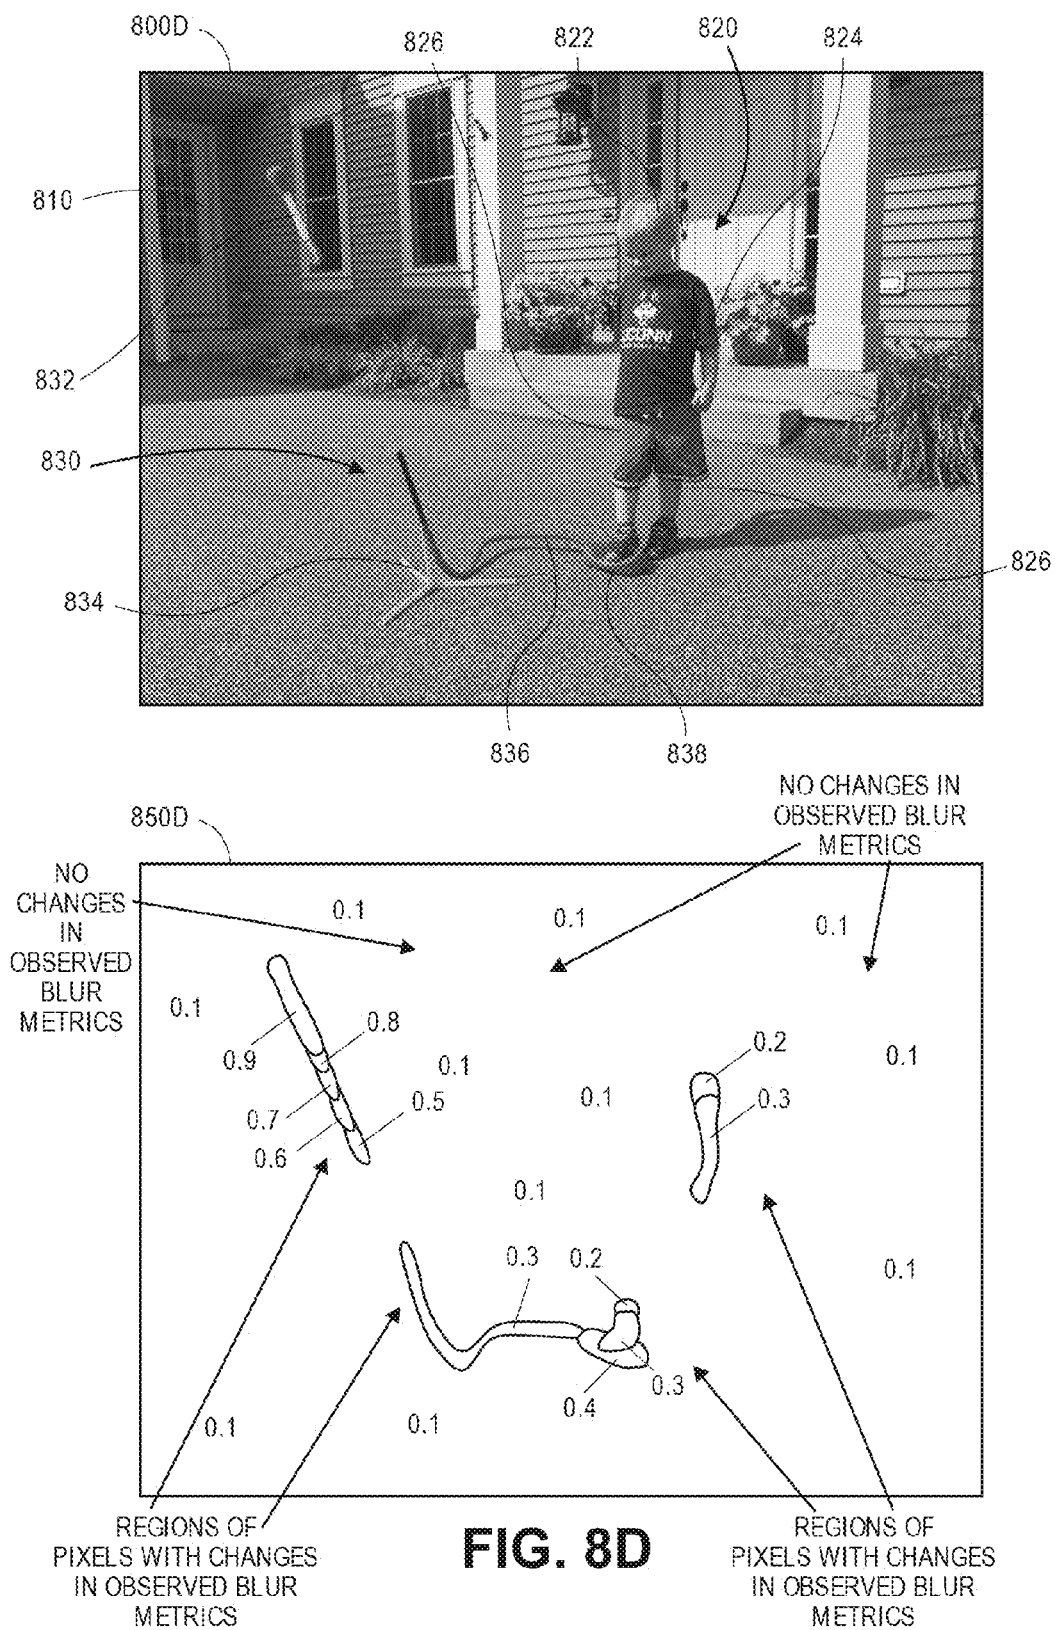 800D
826
822
820
824
810
832
830
834
826
836
838
GUNN
850D
NO CHANGES IN
OBSERVED BLUR
METRICS
NO
CHANGES
IN
OBSERVED
BLUR
METRICS
0.1
0.1
0.1
0.1
0.8
0.9
0.1
0.2
0.1
0.7
0.5
0.1
0.3
0.6
0.1
0.3
0.2
0.1
0.3
0.4
0.1
0.1
REGIONS OF
PIXELS WITH CHANGES
IN OBSERVED BLUR
METRICS
FIG. 8D
REGIONS OF
PIXELS WITH CHANGES
IN OBSERVED BLUR
METRICS